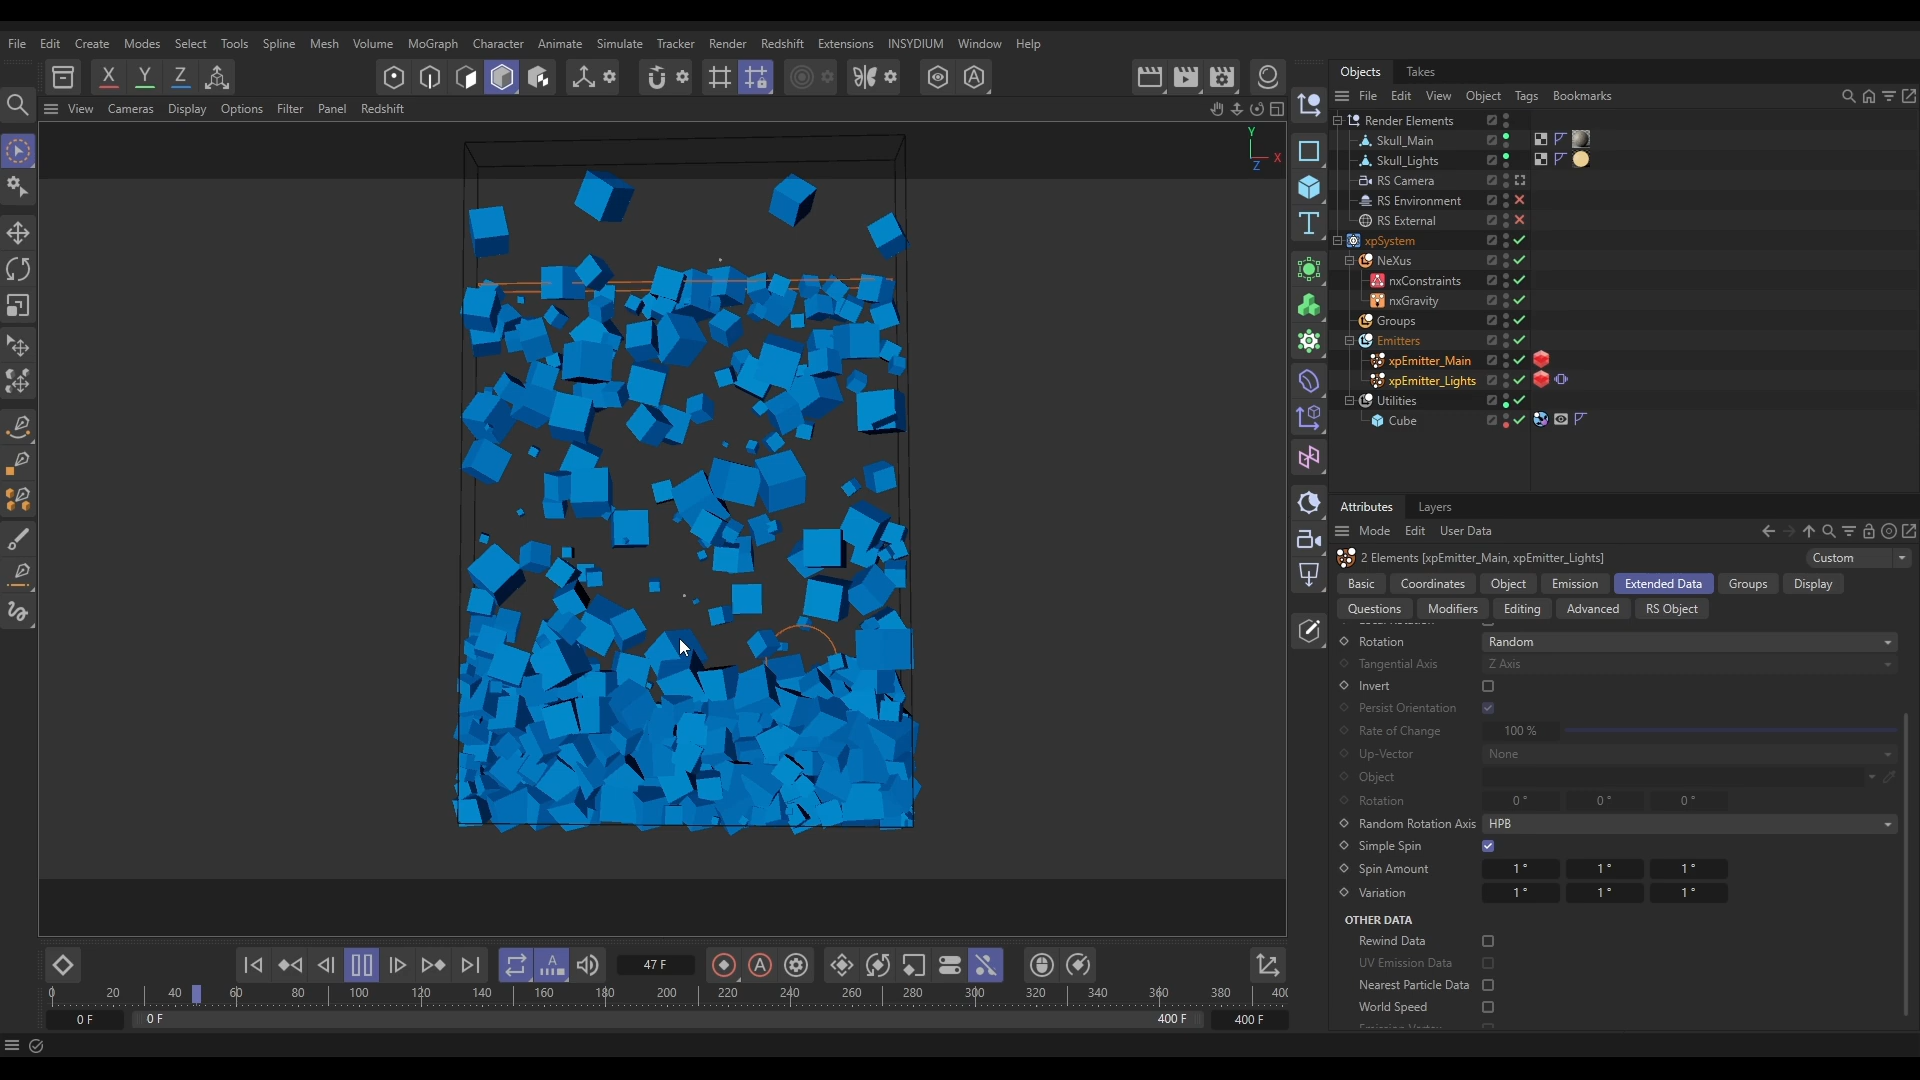 File Edit Create Modes Select Tools Spline Mesh Volume MoGraph Character Animate Simulate Tracker Render Redshift Extensions INSYDIUM Window Help
X Y Z
View Cameras Display Options Filter Panel Redshift
Y
X
Z
Objects Takes
File Edit View Object Tags Bookmarks
Render Elements
Skull_Main
Skull_Lights
RS Camera
RS Environment
RS External
xpSystem
NeXus
nxConstraints
nxGravity
Groups
Emitters
xpEmitter_Main
xpEmitter_Lights
Utilities
Cube
Attributes Layers
Mode Edit User Data
2 Elements [xpEmitter_Main, xpEmitter_Lights] Custom
Basic Coordinates Object Emission Extended Data Groups Display
Questions Modifiers Editing Advanced RS Object
Rotation Random
Tangential Axis Z Axis
Invert
Persist Orientation
Rate of Change 100 %
Up-Vector None
Object
Rotation 0° 0° 0°
Random Rotation Axis HPB
Simple Spin
Spin Amount 1° 1° 1°
Variation 1° 1° 1°
OTHER DATA
Rewind Data
UV Emission Data
Nearest Particle Data
World Speed
47 F
0 20 40 60 80 100 120 140 160 180 200 220 240 260 280 300 320 340 360 380 400
0 F 0 F 400 F 400 F